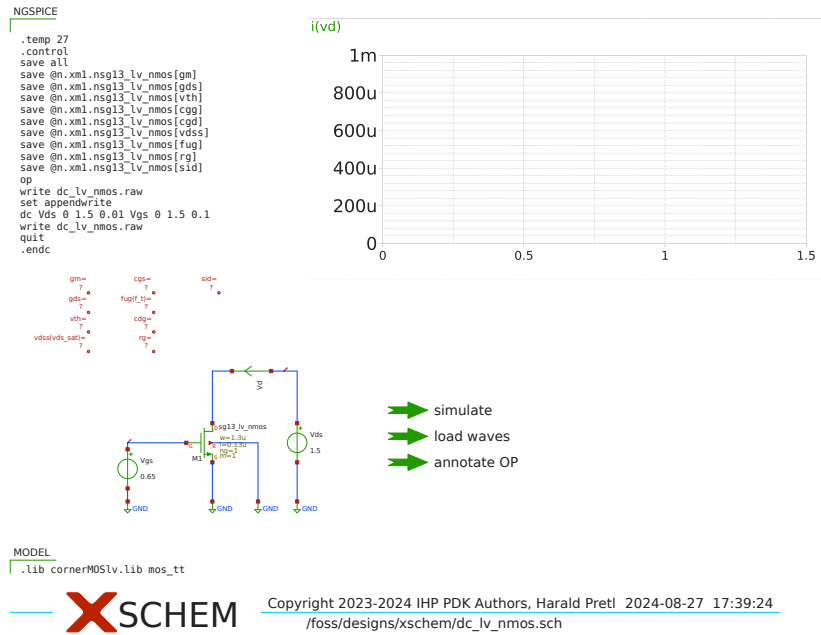 NGSPICE
.temp 27
.control
save all
save @n.xm1.nsg13_lv_nmos[gm]
save @n.xm1.nsg13_lv_nmos[gds]
save @n.xm1.nsg13_lv_nmos[vth]
save @n.xm1.nsg13_lv_nmos[cgg]
save @n.xm1.nsg13_lv_nmos[cgd]
save @n.xm1.nsg13_lv_nmos[vdss]
save @n.xm1.nsg13_lv_nmos[fug]
save @n.xm1.nsg13_lv_nmos[rg]
save @n.xm1.nsg13_lv_nmos[sid]
op
write dc_lv_nmos.raw
set appendwrite
dc Vds 0 1.5 0.01 Vgs 0 1.5 0.1
write dc_lv_nmos.raw
quit
.endc
i(vd)
1m
800u
600u
400u
200u
0
0 0.5 1 1.5
gm= cgs= sid=
? ? ?
gds= fug(f_t)=
? ?
vth= cdg=
? ?
vdss(vds_sat)= rg=
? ?
Vd
D
G
B
S
sg13_lv_nmos
w=1.3u
l=0.13u
ng=1
m=1
M1
Vgs
0.65
Vds
1.5
GND GND GND GND
simulate
load waves
annotate OP
MODEL
.lib cornerMOSlv.lib mos_tt
XSCHEM
Copyright 2023-2024 IHP PDK Authors, Harald Pretl 2024-08-27 17:39:24
/foss/designs/xschem/dc_lv_nmos.sch